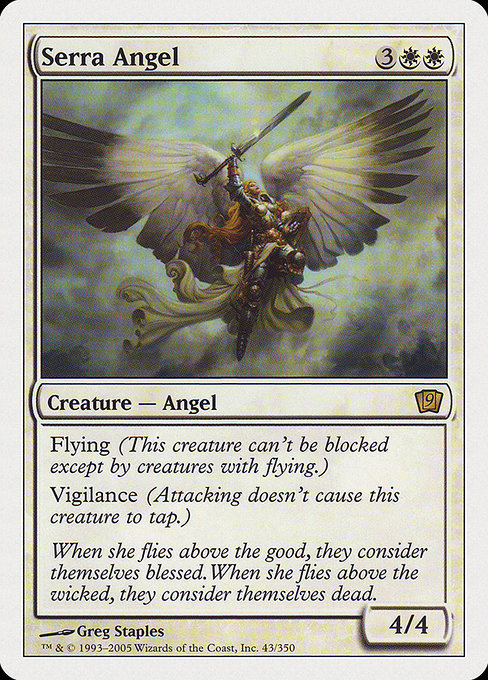 Serra Angel 3
Creature — Angel 9
Flying (This creature can't be blocked
except by creatures with flying.)
Vigilance (Attacking doesn't cause this
creature to tap.)
When she flies above the good, they consider
themselves blessed. When she flies above the
wicked, they consider themselves dead.
Greg Staples
4/4
™ & © 1993–2005 Wizards of the Coast, Inc. 43/350